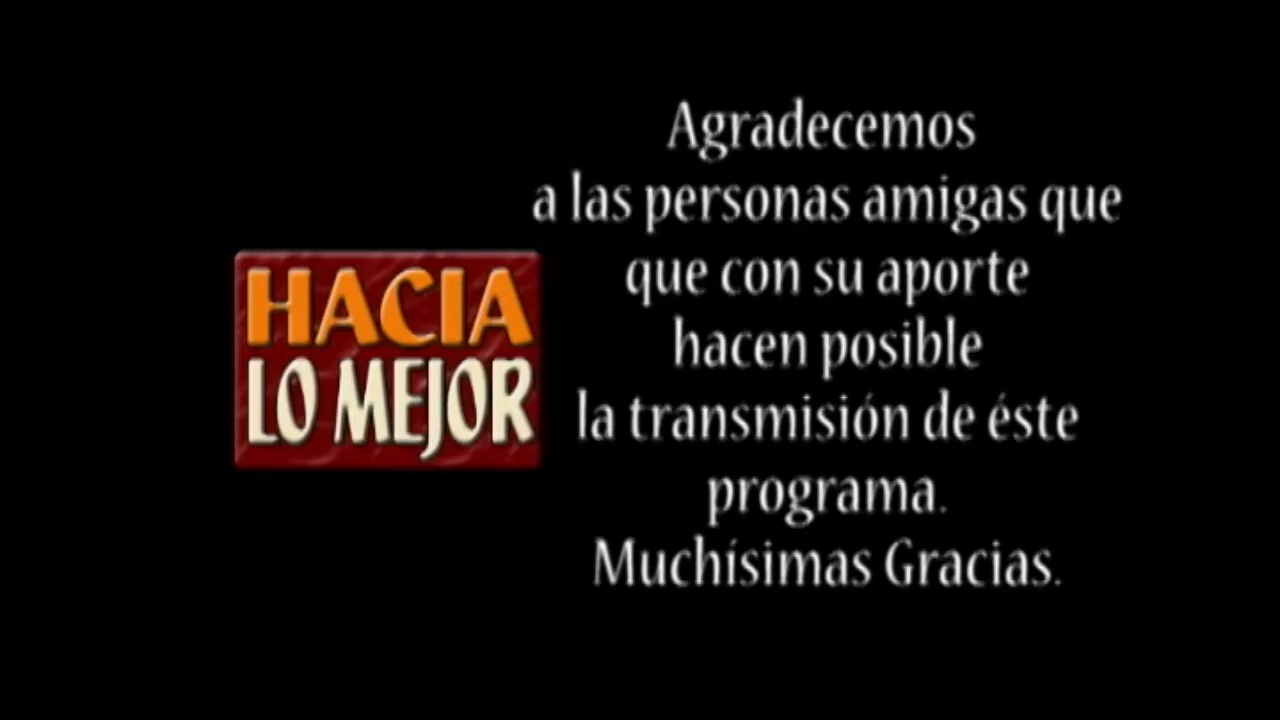 HACIA
LO MEJOR
Agradecemos
a las personas amigas que
que con su aporte
hacen posible
la transmisión de éste
programa.
Muchísimas Gracias.